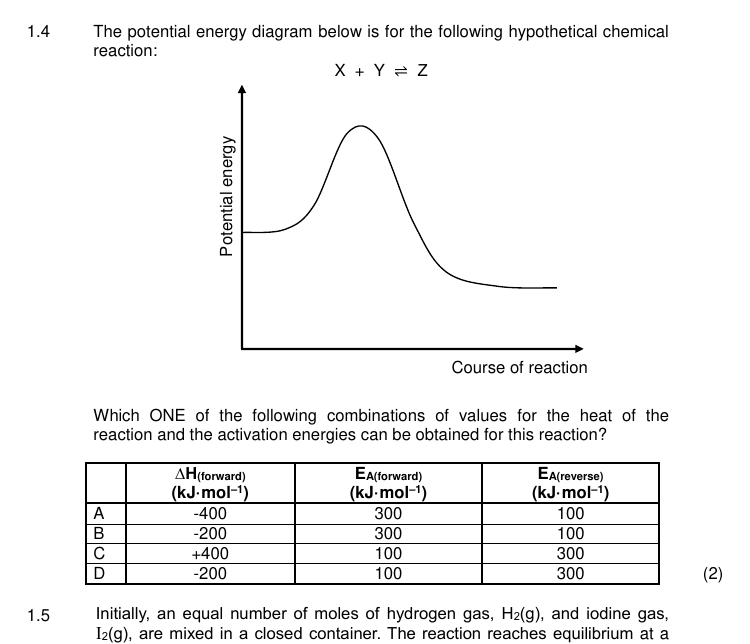 1.4 The potential energy diagram below is for the following hypothetical chemical
reaction:
X + Y ⇌ Z
Potential energy
Course of reaction
Which ONE of the following combinations of values for the heat of the
reaction and the activation energies can be obtained for this reaction?
ΔH(forward) (kJ·mol⁻¹) EA(forward) (kJ·mol⁻¹) EA(reverse) (kJ·mol⁻¹)
A -400 300 100
B -200 300 100
C +400 100 300
D -200 100 300 (2)
1.5 Initially, an equal number of moles of hydrogen gas, H₂(g), and iodine gas,
I₂(g), are mixed in a closed container. The reaction reaches equilibrium at a